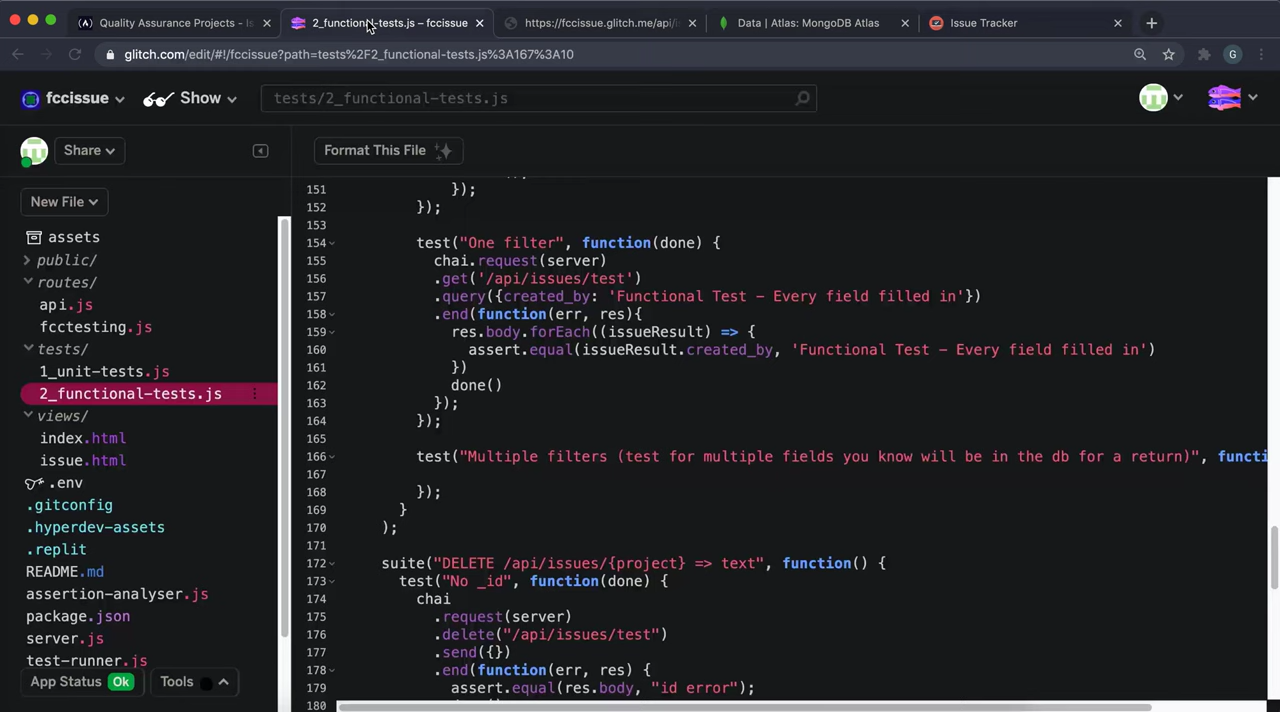 Quality Assurance Projects - Is
2_functional-tests.js – fccissue
https://fccissue.glitch.me/api/is
Data | Atlas: MongoDB Atlas
Issue Tracker
glitch.com/edit/#!/fccissue?path=tests%2F2_functional-tests.js%3A167%3A10
G
fccissue
Show
tests/2_functional-tests.js
Share
Format This File
New File
assets
public/
routes/
api.js
fcctesting.js
tests/
1_unit-tests.js
2_functional-tests.js
views/
index.html
issue.html
.env
.gitconfig
.hyperdev-assets
.replit
README.md
assertion-analyser.js
package.json
server.js
test-runner.js
App Status Ok
Tools
151 });
152 });
153
154 test("One filter", function(done) {
155 chai.request(server)
156 .get('/api/issues/test')
157 .query({created_by: 'Functional Test - Every field filled in'})
158 .end(function(err, res){
159 res.body.forEach((issueResult) => {
160 assert.equal(issueResult.created_by, 'Functional Test - Every field filled in')
161 })
162 done()
163 });
164 });
165
166 test("Multiple filters (test for multiple fields you know will be in the db for a return)", functi
167
168 });
169 }
170 );
171
172 suite("DELETE /api/issues/{project} => text", function() {
173 test("No _id", function(done) {
174 chai
175 .request(server)
176 .delete("/api/issues/test")
177 .send({})
178 .end(function(err, res) {
179 assert.equal(res.body, "id error");
180